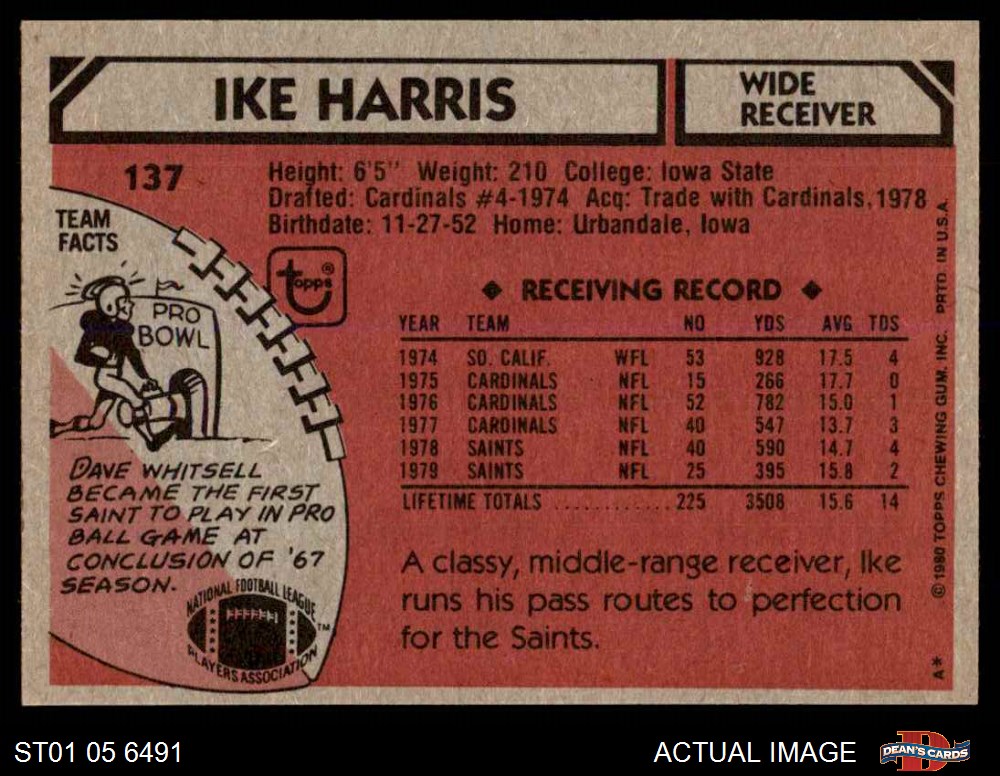 IKE HARRIS
WIDE
RECEIVER
137
Height: 6'5" Weight: 210 College: Iowa State
Drafted: Cardinals #4-1974 Acq: Trade with Cardinals, 1978
Birthdate: 11-27-52 Home: Urbandale, Iowa
TEAM
FACTS
PRO
BOWL
DAVE WHITSELL
BECAME THE FIRST
SAINT TO PLAY IN PRO
BALL GAME AT
CONCLUSION OF '67
SEASON.
NATIONAL FOOTBALL LEAGUE
PLAYERS ASSOCIATION
TM
topps®
◆ RECEIVING RECORD ◆
YEAR TEAM NO YDS AVG TDS
1974 SO. CALIF. WFL 53 928 17.5 4
1975 CARDINALS NFL 15 266 17.7 0
1976 CARDINALS NFL 52 782 15.0 1
1977 CARDINALS NFL 40 547 13.7 3
1978 SAINTS NFL 40 590 14.7 4
1979 SAINTS NFL 25 395 15.8 2
LIFETIME TOTALS ............ 225 3508 15.6 14
A classy, middle-range receiver, Ike
runs his pass routes to perfection
for the Saints.
A* © 1980 TOPPS CHEWING GUM, INC. PRTD. IN U.S.A.
ST01 05 6491
ACTUAL IMAGE
D
DEAN'S CARDS